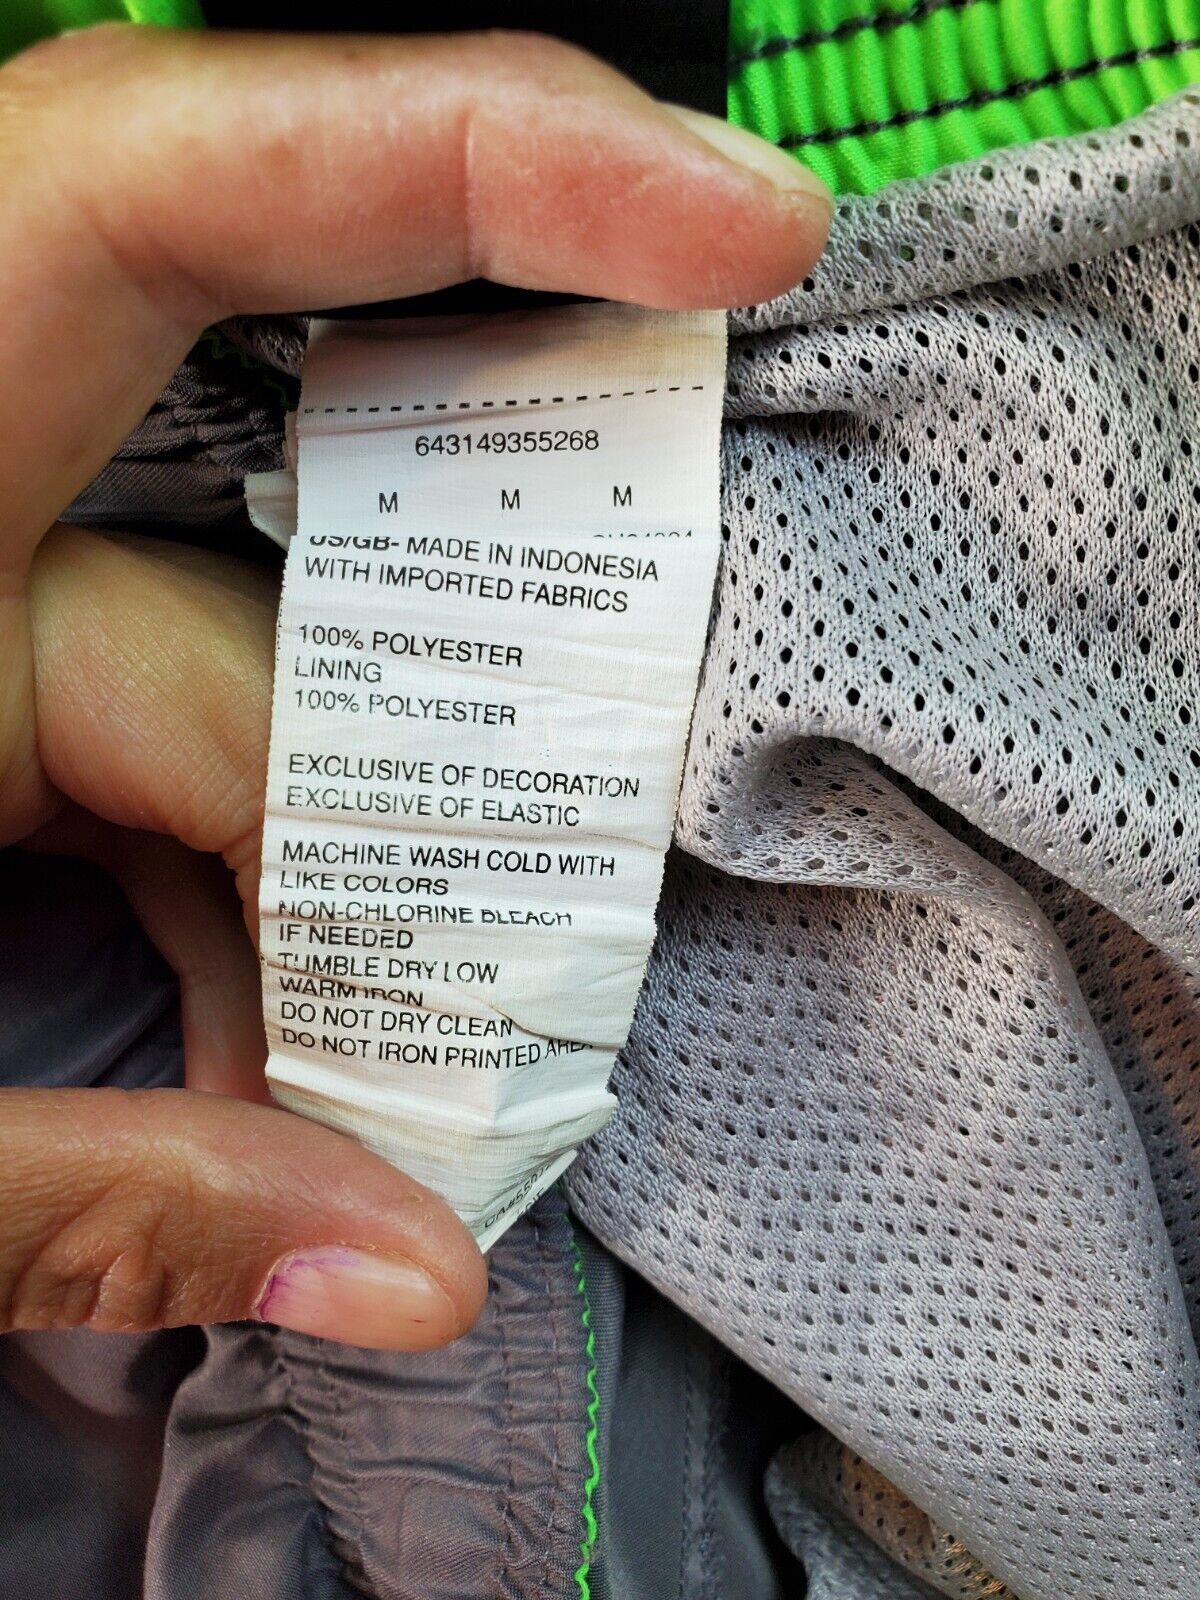 643149355268
M M M
US/GB- MADE IN INDONESIA
WITH IMPORTED FABRICS
100% POLYESTER
LINING
100% POLYESTER
EXCLUSIVE OF DECORATION
EXCLUSIVE OF ELASTIC
MACHINE WASH COLD WITH
LIKE COLORS
NON-CHLORINE BLEACH
IF NEEDED
TUMBLE DRY LOW
WARM IRON
DO NOT DRY CLEAN
DO NOT IRON PRINTED AREA